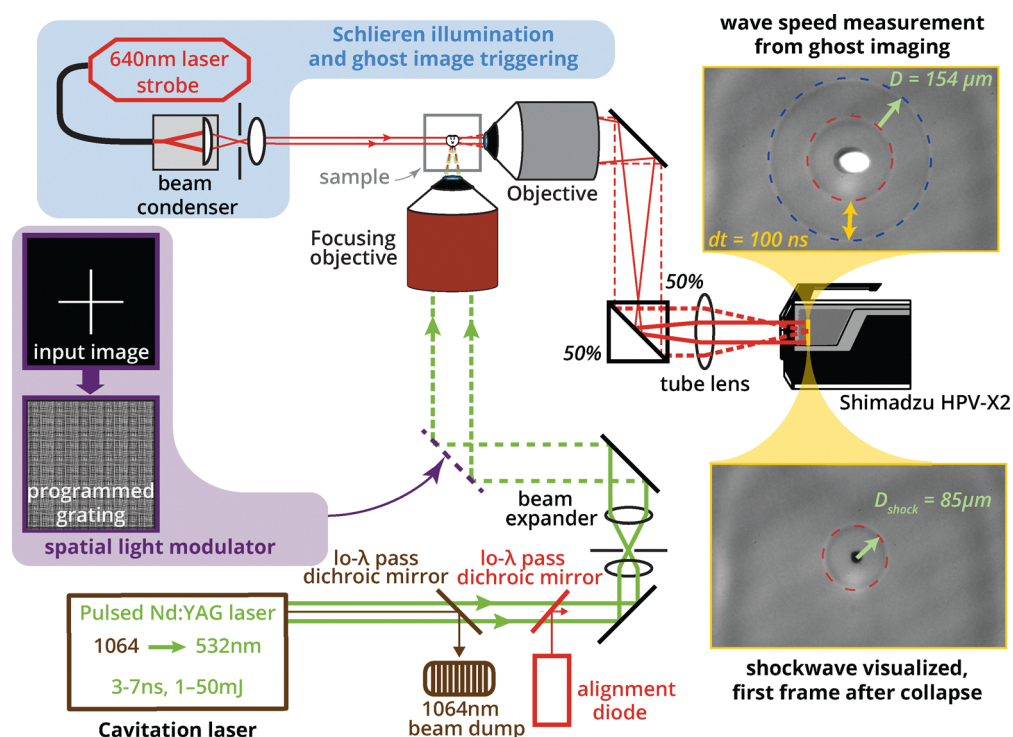 Schlieren illumination
and ghost image triggering
640nm laser
strobe
beam
condenser
sample
Objective
Focusing
objective
wave speed measurement
from ghost imaging
D = 154 μm
dt = 100 ns
50%
50%
tube lens
Shimadzu HPV-X2
input image
programmed
grating
spatial light modulator
beam
expander
lo-λ pass
dichroic mirror
lo-λ pass
dichroic mirror
Pulsed Nd:YAG laser
1064
532nm
3-7ns, 1–50mJ
Cavitation laser
1064nm
beam dump
alignment
diode
Dshock = 85μm
shockwave visualized,
first frame after collapse